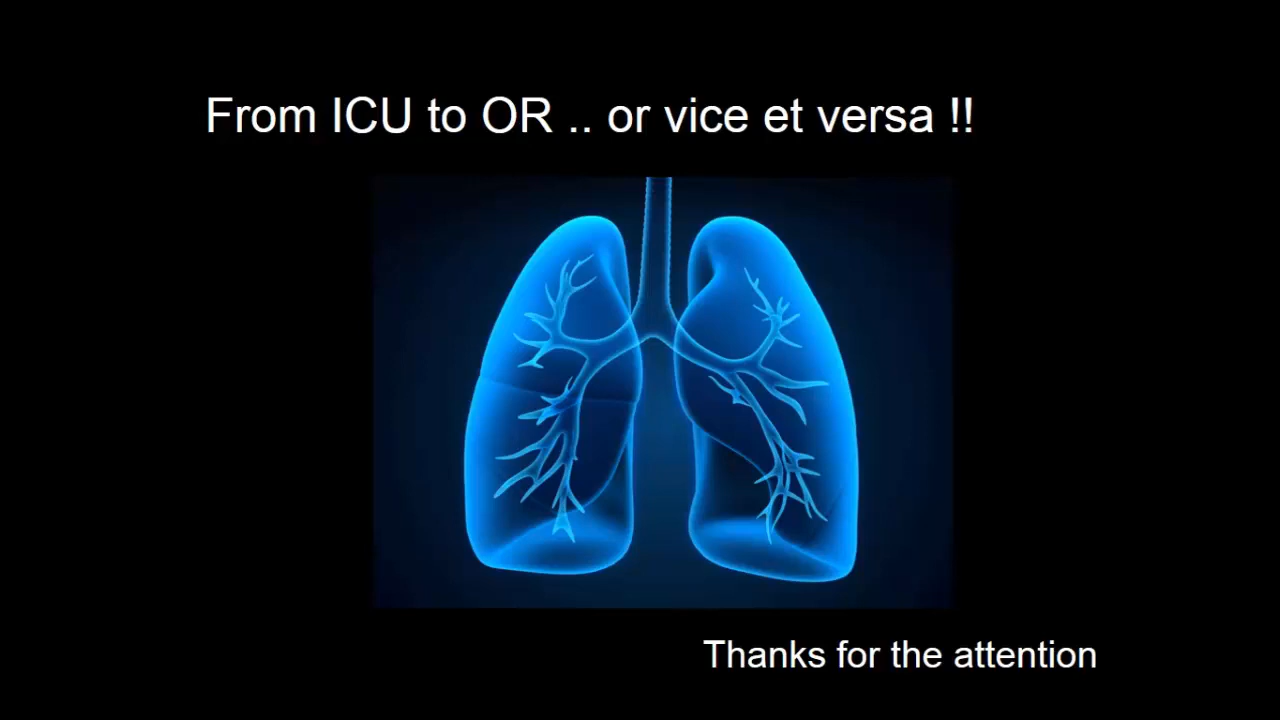 From ICU to OR .. or vice et versa !!
Thanks for the attention